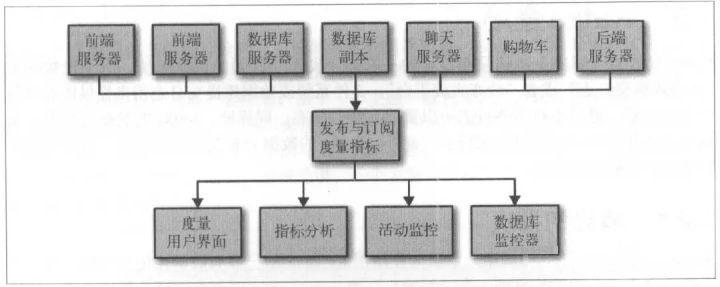 前端
服务器
前端
服务器
数据库
服务器
数据库
副本
聊天
服务器
购物车
后端
服务器
发布与订阅
度量指标
度量
用户界面
指标分析
活动监控
数据库
监控器